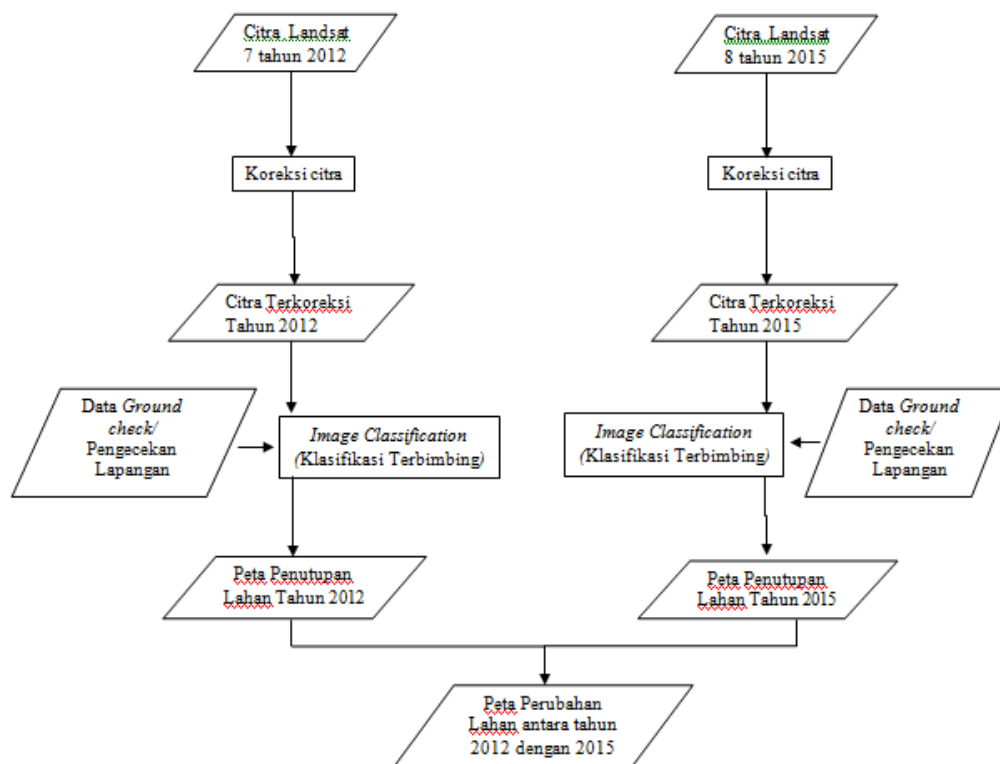 Citra Landsat
7 tahun 2012
Citra Landsat
8 tahun 2015
Koreksi citra
Koreksi citra
Citra Terkoreksi
Tahun 2012
Citra Terkoreksi
Tahun 2015
Data Ground
check/
Pengecekan
Lapangan
Image Classification
(Klasifikasi Terbimbing)
Image Classification
(Klasifikasi Terbimbing)
Data Ground
check/
Pengecekan
Lapangan
Peta Penutupan
Lahan Tahun 2012
Peta Penutupan
Lahan Tahun 2015
Peta Perubahan
Lahan antara tahun
2012 dengan 2015